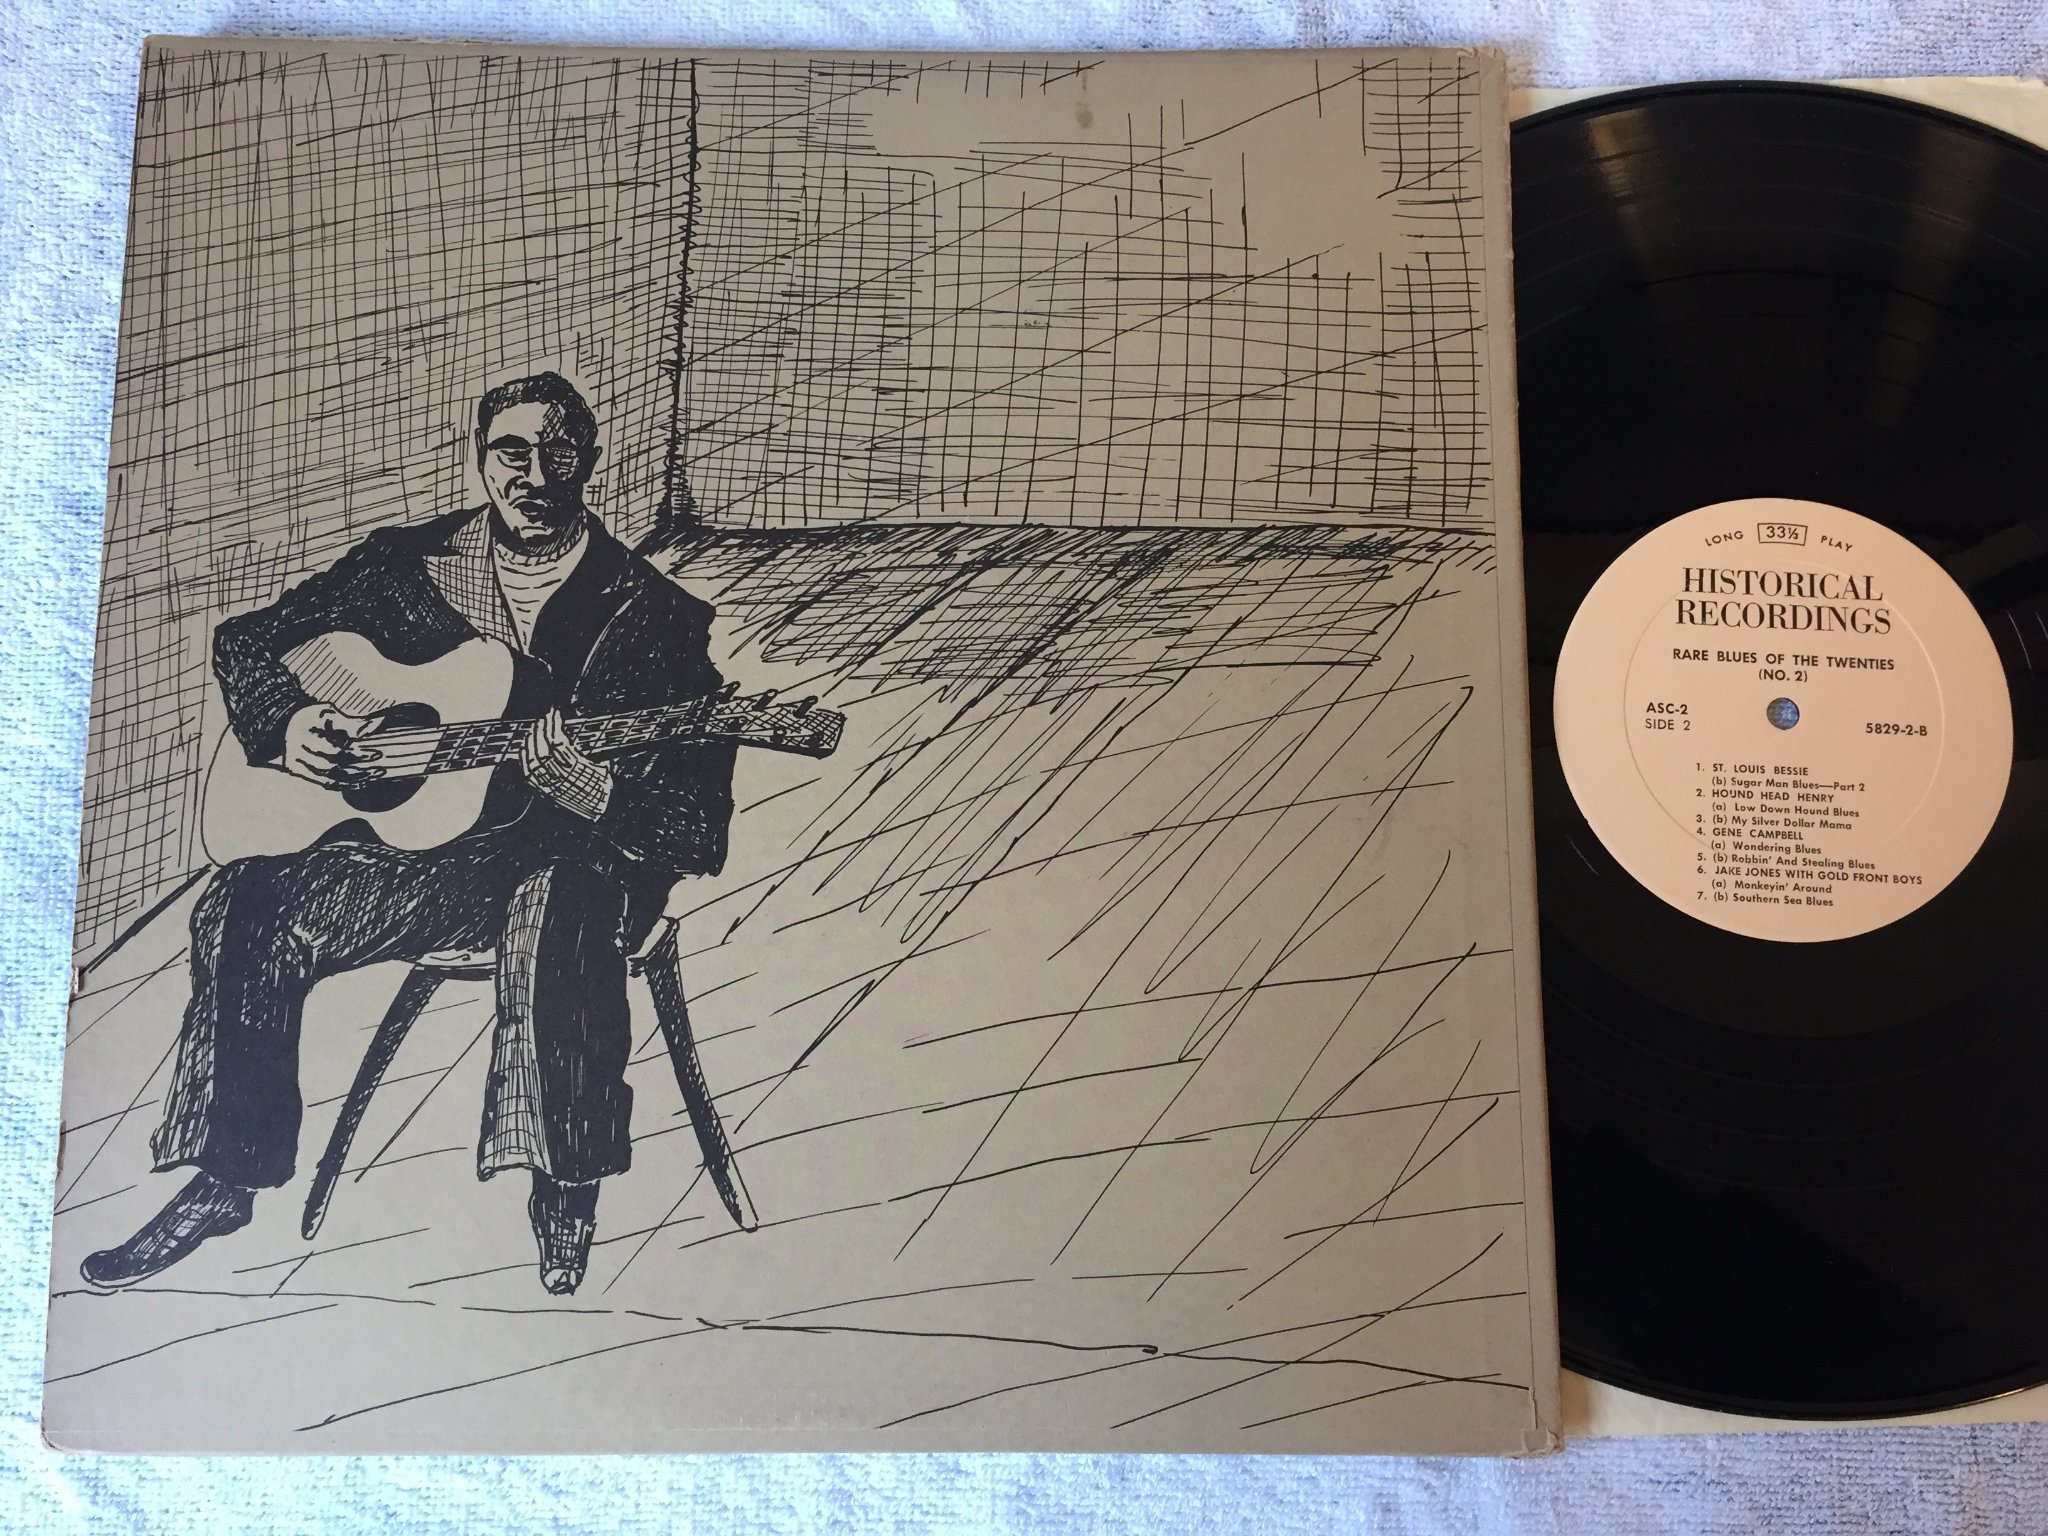 LONG 33⅓ PLAY
HISTORICAL
RECORDINGS
RARE BLUES OF THE TWENTIES
(NO. 2)
ASC-2
SIDE 2
5829-2-B
1. ST. LOUIS BESSIE
(b) Sugar Man Blues—Part 2
2. HOUND HEAD HENRY
(a) Low Down Hound Blues
3. (b) My Silver Dollar Mama
4. GENE CAMPBELL
(a) Wondering Blues
5. (b) Robbin' And Stealing Blues
6. JAKE JONES WITH GOLD FRONT BOYS
(a) Monkeyin' Around
7. (b) Southern Sea Blues